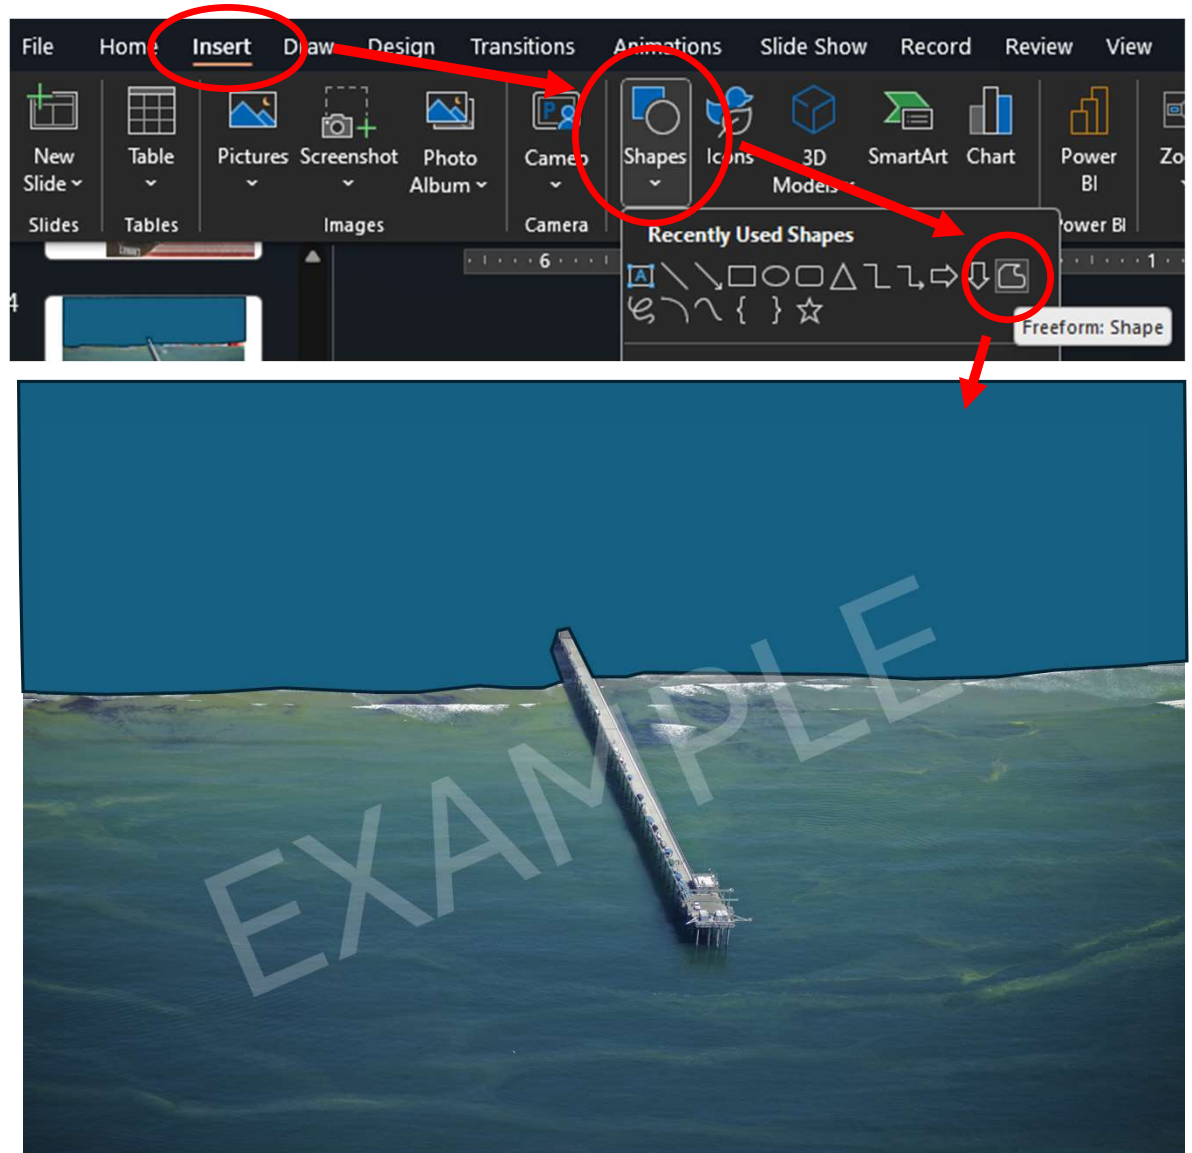 File Home Insert Draw Design Transitions Animations Slide Show Record Review View
New Table Pictures Screenshot Photo Cameo Shapes Icons 3D SmartArt Chart Power Zo
Slide Album Models BI
Slides Tables Images Camera Power BI
Recently Used Shapes
6 1
A
4
Freeform: Shape
EXAMPLE